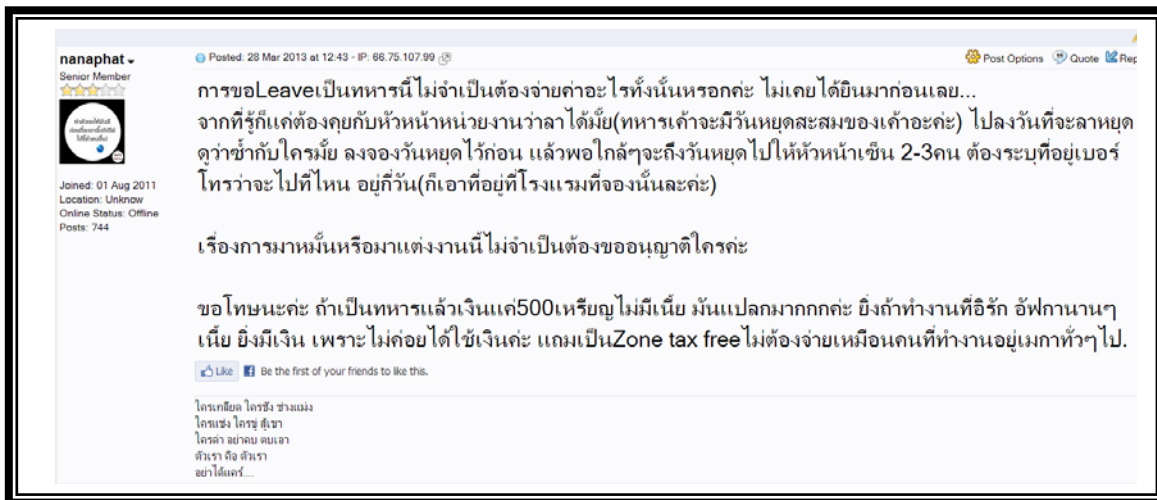 nanaphat
Senior Member
Joined: 01 Aug 2011
Location: Unknow
Online Status: Offline
Posts: 744
Posted: 28 Mar 2013 at 12:43 - IP: 66.75.107.99
Post Options Quote Rep
การขอLeaveเป็นทหารนี้ไม่จำเป็นต้องจ่ายค่าอะไรทั้งนั้นหรอกค่ะ ไม่เคยได้ยินมาก่อนเลย...
จากที่รู้ก็แค่ต้องคุยกับหัวหน้าหน่วยงานว่าลาได้มั้ย(ทหารเค้าจะมีวันหยุดสะสมของเค้าอะค่ะ) ไปลงวันที่จะลาหยุด
ดูว่าซ้ำกับใครมั้ย ลงจองวันหยุดไว้ก่อน แล้วพอใกล้ๆจะถึงวันหยุดไปให้หัวหน้าเซ็น 2-3คน ต้องระบุที่อยู่เบอร์
โทรว่าจะไปที่ไหน อยู่กี่วัน(ก็เอาที่อยู่ที่โรงแรมที่จองนั้นละค่ะ)
เรื่องการมาหมั้นหรือมาแต่งงานนี้ไม่จำเป็นต้องขออนุญาติใครค่ะ
ขอโทษนะค่ะ ถ้าเป็นทหารแล้วเงินแค่500เหรียญไม่มีเนี้ย มันแปลกมากกกค่ะ ยิ่งถ้าทำงานที่อิรัก อัฟกานานๆ
เนี้ย ยิ่งมีเงิน เพราะไม่ค่อยได้ใช้เงินค่ะ แถมเป็นZone tax freeไม่ต้องจ่ายเหมือนคนที่ทำงานอยู่เมกาทั่วๆไป.
Like Be the first of your friends to like this.
ใครเกลียด ใครชัง ช่างแม่ง
ใครแช่ง ใครขู่ สู้เขา
ใครด่า อย่าคบ ตบเอา
ตัวเรา คือ ตัวเรา
อย่าได้แคร์....